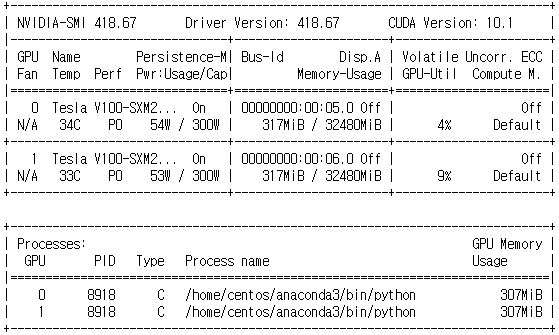 +-----------------------------------------------------------------------------+
| NVIDIA-SMI 418.67       Driver Version: 418.67       CUDA Version: 10.1     |
|-------------------------------+----------------------+----------------------+
| GPU  Name        Persistence-M| Bus-Id        Disp.A | Volatile Uncorr. ECC |
| Fan  Temp  Perf  Pwr:Usage/Cap|         Memory-Usage | GPU-Util  Compute M. |
|===============================+======================+======================|
|   0  Tesla V100-SXM2...  On   | 00000000:00:05.0 Off |                  Off |
| N/A   34C    P0    54W / 300W |    317MiB / 32480MiB |      4%      Default |
+-------------------------------+----------------------+----------------------+
|   1  Tesla V100-SXM2...  On   | 00000000:00:06.0 Off |                  Off |
| N/A   33C    P0    53W / 300W |    317MiB / 32480MiB |      9%      Default |
+-------------------------------+----------------------+----------------------+
+-----------------------------------------------------------------------------+
| Processes:                                                       GPU Memory |
|  GPU       PID   Type   Process name                             Usage      |
|=============================================================================|
|    0      8918      C   /home/centos/anaconda3/bin/python            307MiB |
|    1      8918      C   /home/centos/anaconda3/bin/python            307MiB |
+-----------------------------------------------------------------------------+